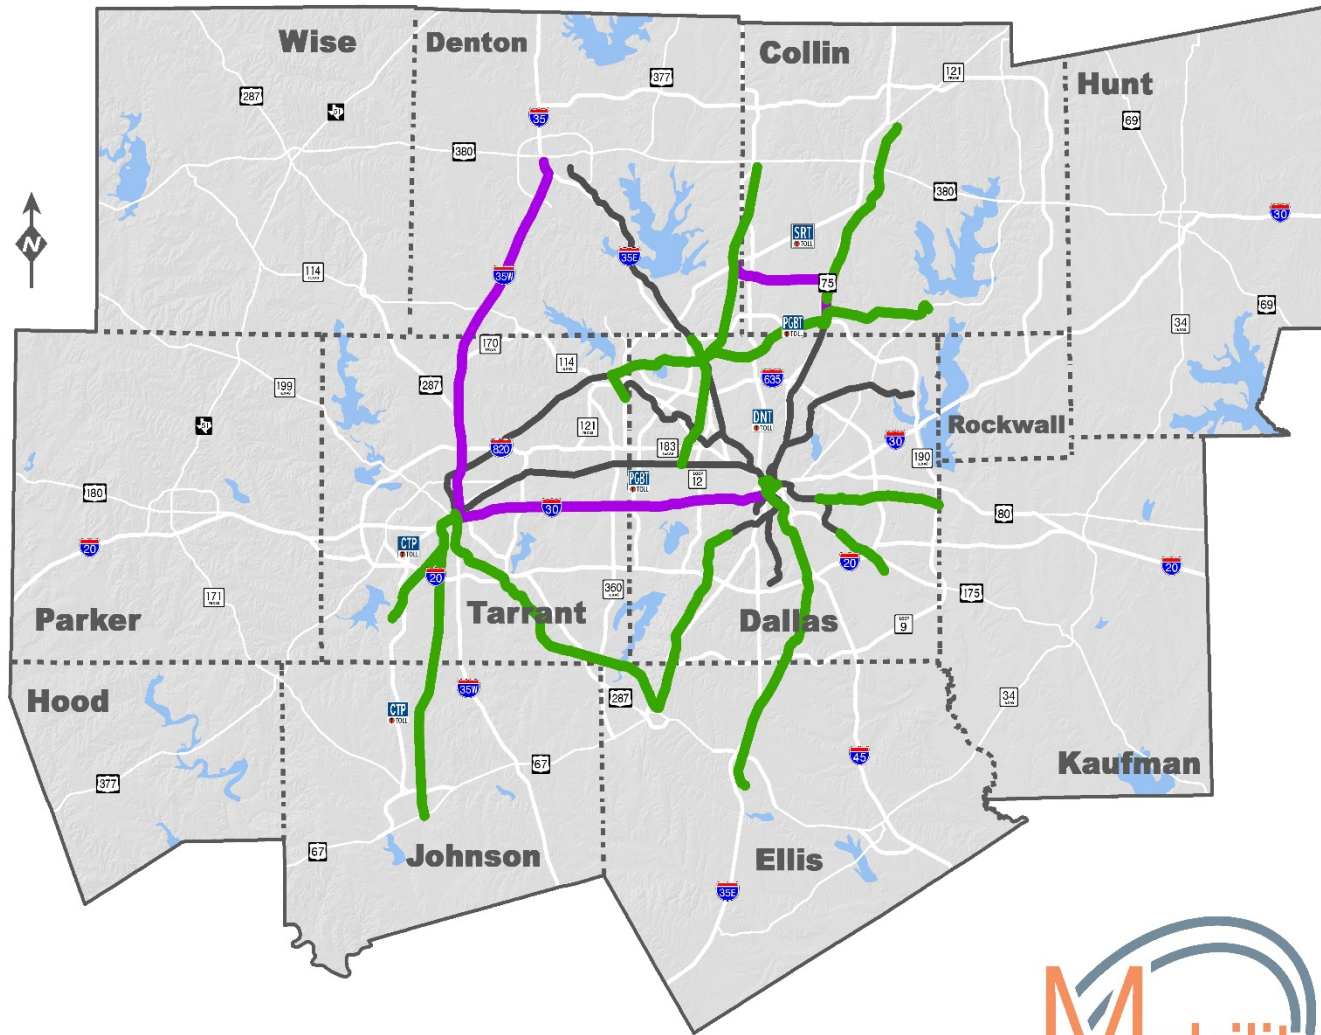 Wise
Denton
Collin
Hunt
287
377
121
35
69
380
380
30
N
SRT
TOLL
35E
114
35W
75
69
PGBT
TOLL
34
170
114
635
287
199
121
DNT
TOLL
Rockwall
820
183
30
190
PGBT
TOLL
LOOP
12
180
30
80
CTP
TOLL
20
20
20
20
171
360
175
Parker
Tarrant
Dallas
LOOP
9
Hood
35W
287
34
CTP
TOLL
45
377
67
Kaufman
67
Johnson
Ellis
35E